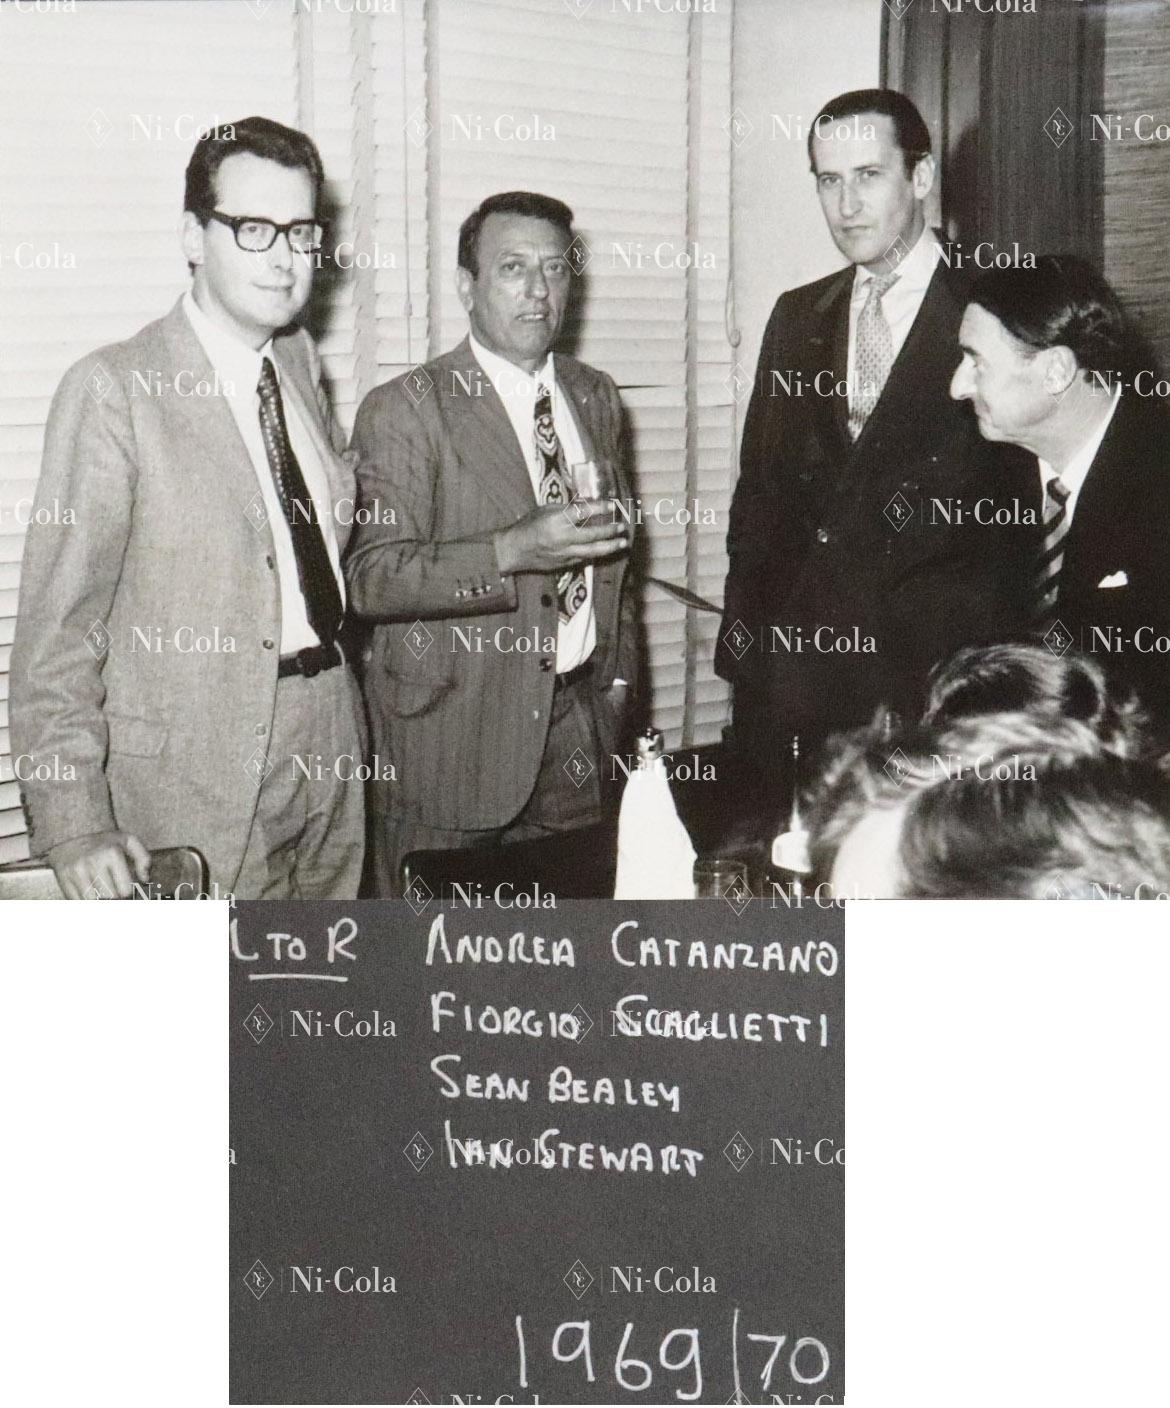 L TO R ANDREA CATANZANO
FIORGIO SCAGLIETTI
SEAN BEALEY
IAN STEWART
1969/70
Ni-Cola